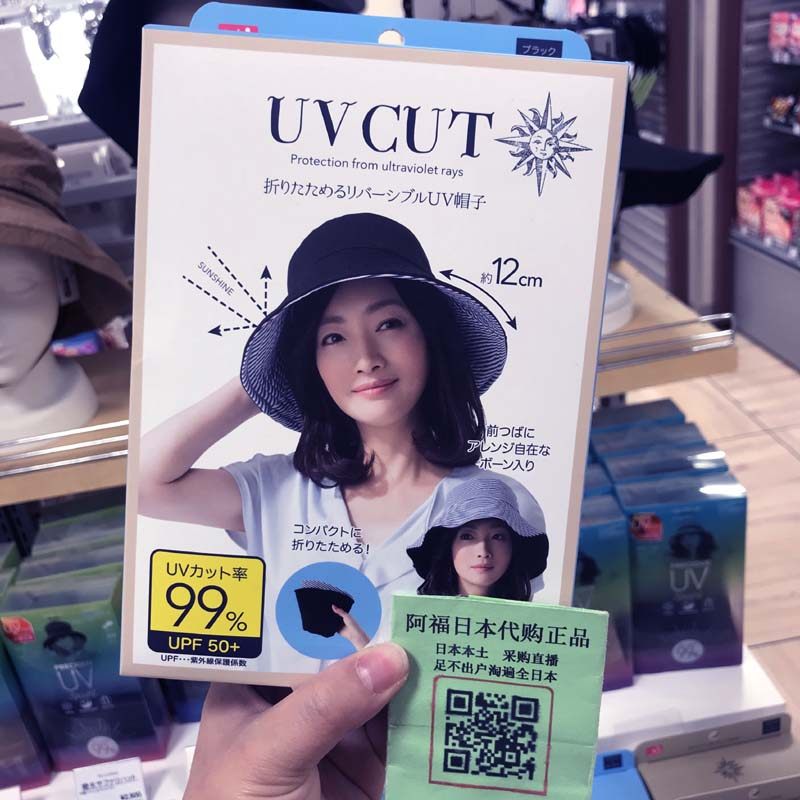 ブラック
UV CUT
Protection from ultraviolet rays
折りたためるリバーシブルUV帽子
SUNSHINE
約12cm
前つばに
アレンジ自在な
ボーン入り
コンパクトに
折りたためる!
UVカット率
99%
UPF 50+
UPF・・・紫外線保護係数
阿福日本代购正品
日本本土 采购直播
足不出户淘遍全日本
UV
UV